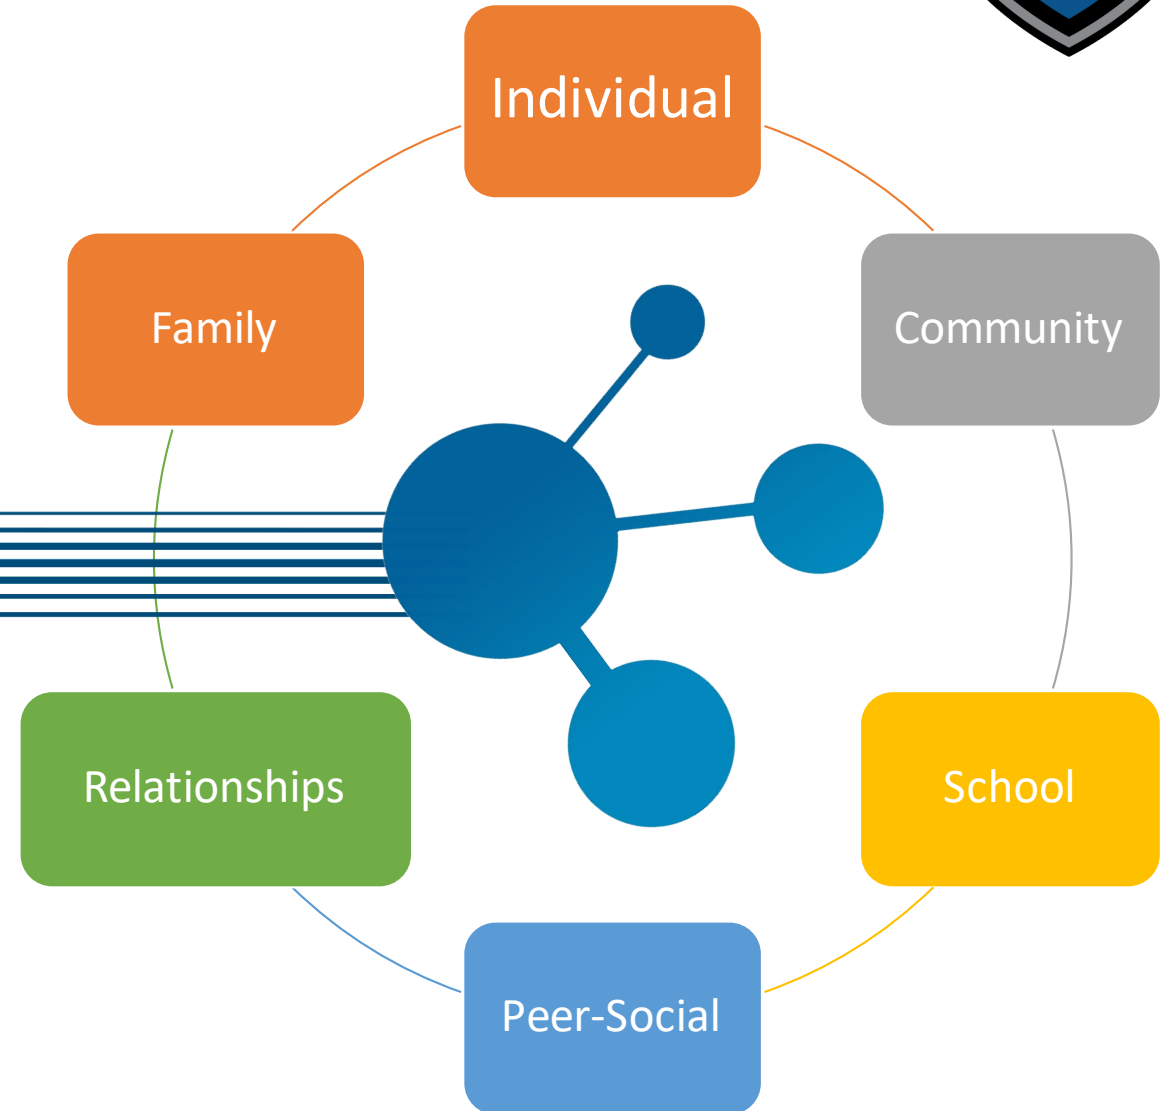 Individual
Family
Community
Relationships
School
Peer-Social